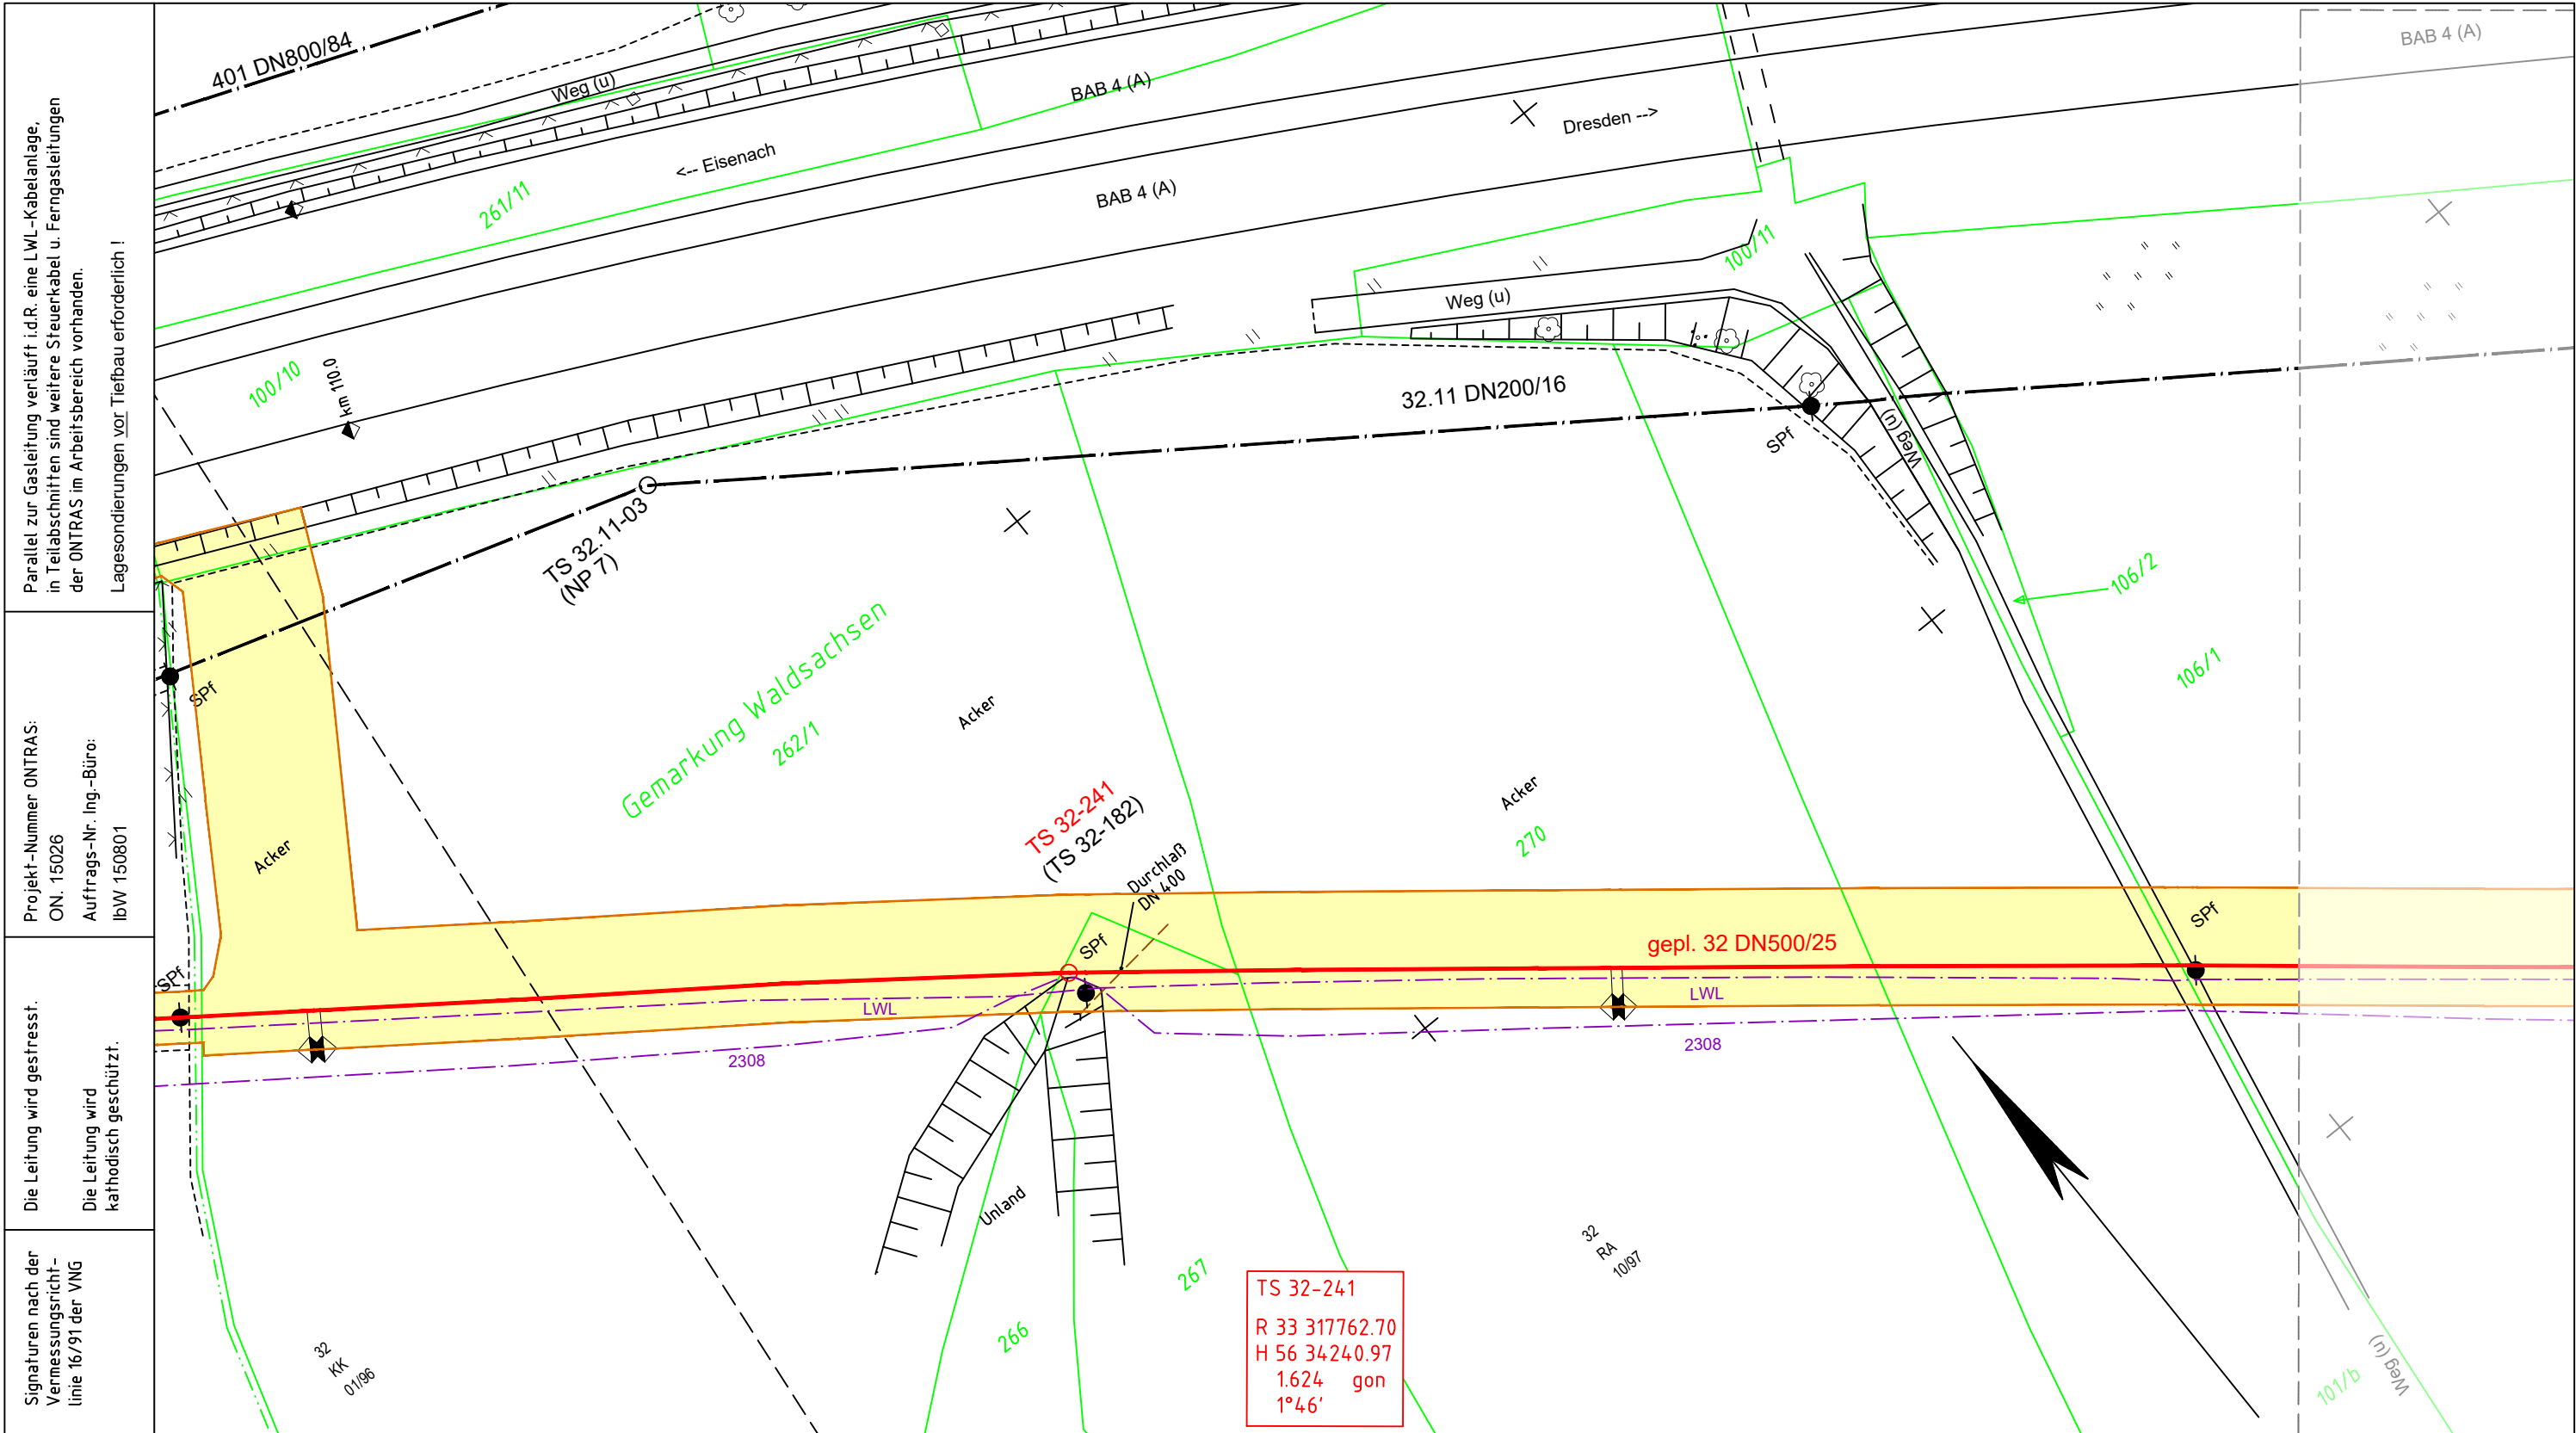 Parallel zur Gasleitung verläuft i.d.R. eine LWL-Kabelanlage,
in Teilabschnitten sind weitere Steuerkabel u. Ferngasleitungen
der ONTRAS im Arbeitsbereich vorhanden.
Lagesondierungen vor Tiefbau erforderlich !
Projekt-Nummer ONTRAS:
ON. 15026
Auftrags-Nr. Ing.-Büro:
IbW 150801
Die Leitung wird gestresst.
Die Leitung wird
kathodisch geschützt.
Signaturen nach der
Vermessungsricht-
linie 16/91 der VNG
401 DN800/84
Weg (u)
BAB 4 (A)
BAB 4 (A)
Dresden -->
<-- Eisenach
261/11
BAB 4 (A)
100/11
Weg (u)
100/10
km 110.0
32.11 DN200/16
SPf
Weg (u)
TS 32.11-03
(NP 7)
106/2
106/1
SPf
Gemarkung Waldsachsen
262/1
Acker
Acker
TS 32-241
(TS 32-182)
Acker
270
Durchlaß
DN 400
SPf
SPf
gepl. 32 DN500/25
SPf
LWL
LWL
2308
2308
Unland
266
267
32
RA
10/97
32
KK
01/96
TS 32-241
R 33 317762.70
H 56 34240.97
1.624 gon
1°46'
Weg (u)
101/b